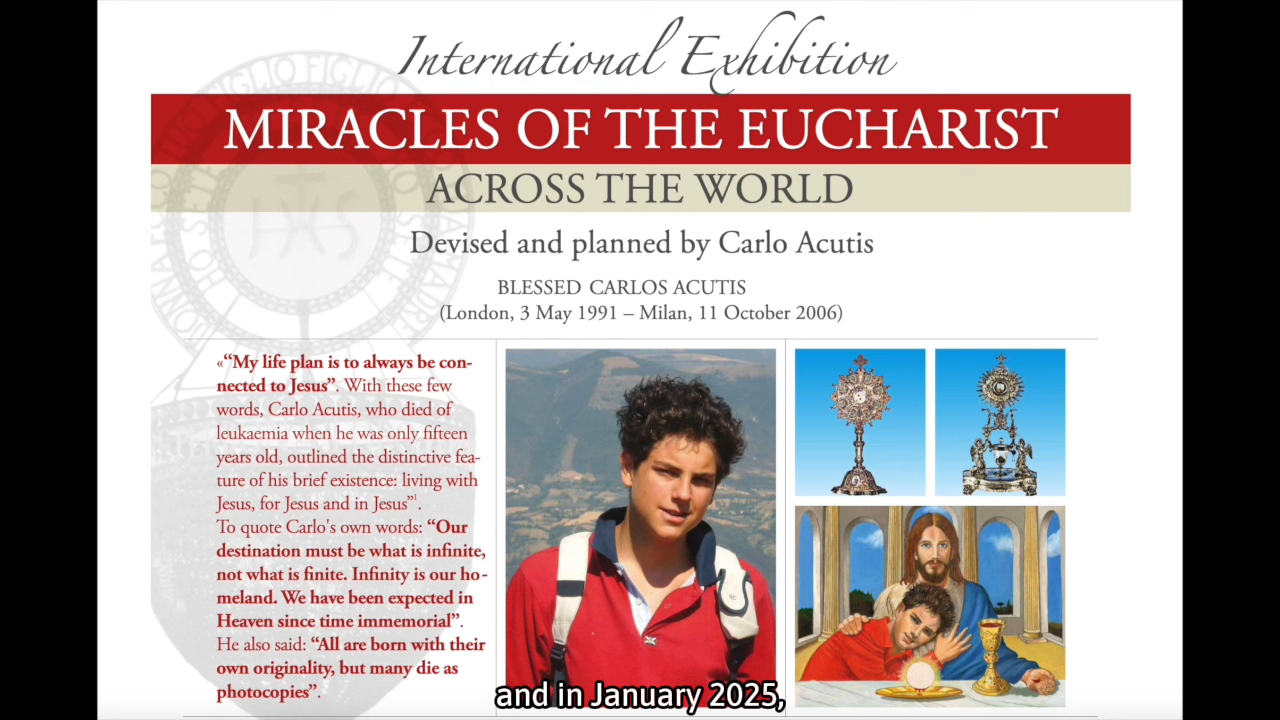 International Exhibition
MIRACLES OF THE EUCHARIST
ACROSS THE WORLD
Devised and planned by Carlo Acutis
BLESSED CARLOS ACUTIS
(London, 3 May 1991 – Milan, 11 October 2006)
«“My life plan is to always be con-
nected to Jesus”. With these few
words, Carlo Acutis, who died of
leukaemia when he was only fifteen
years old, outlined the distinctive fea-
ture of his brief existence: living with
Jesus, for Jesus and in Jesus”¹.
To quote Carlo's own words: “Our
destination must be what is infinite,
not what is finite. Infinity is our ho-
meland. We have been expected in
Heaven since time immemorial”.
He also said: “All are born with their
own originality, but many die as
photocopies”.
and in January 2025,